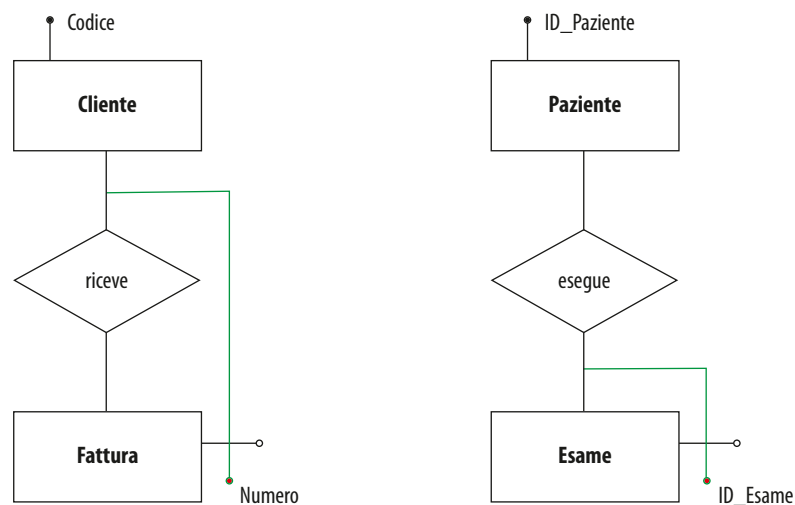 Codice
Cliente
riceve
Fattura
Numero
ID_Paziente
Paziente
esegue
Esame
ID_Esame